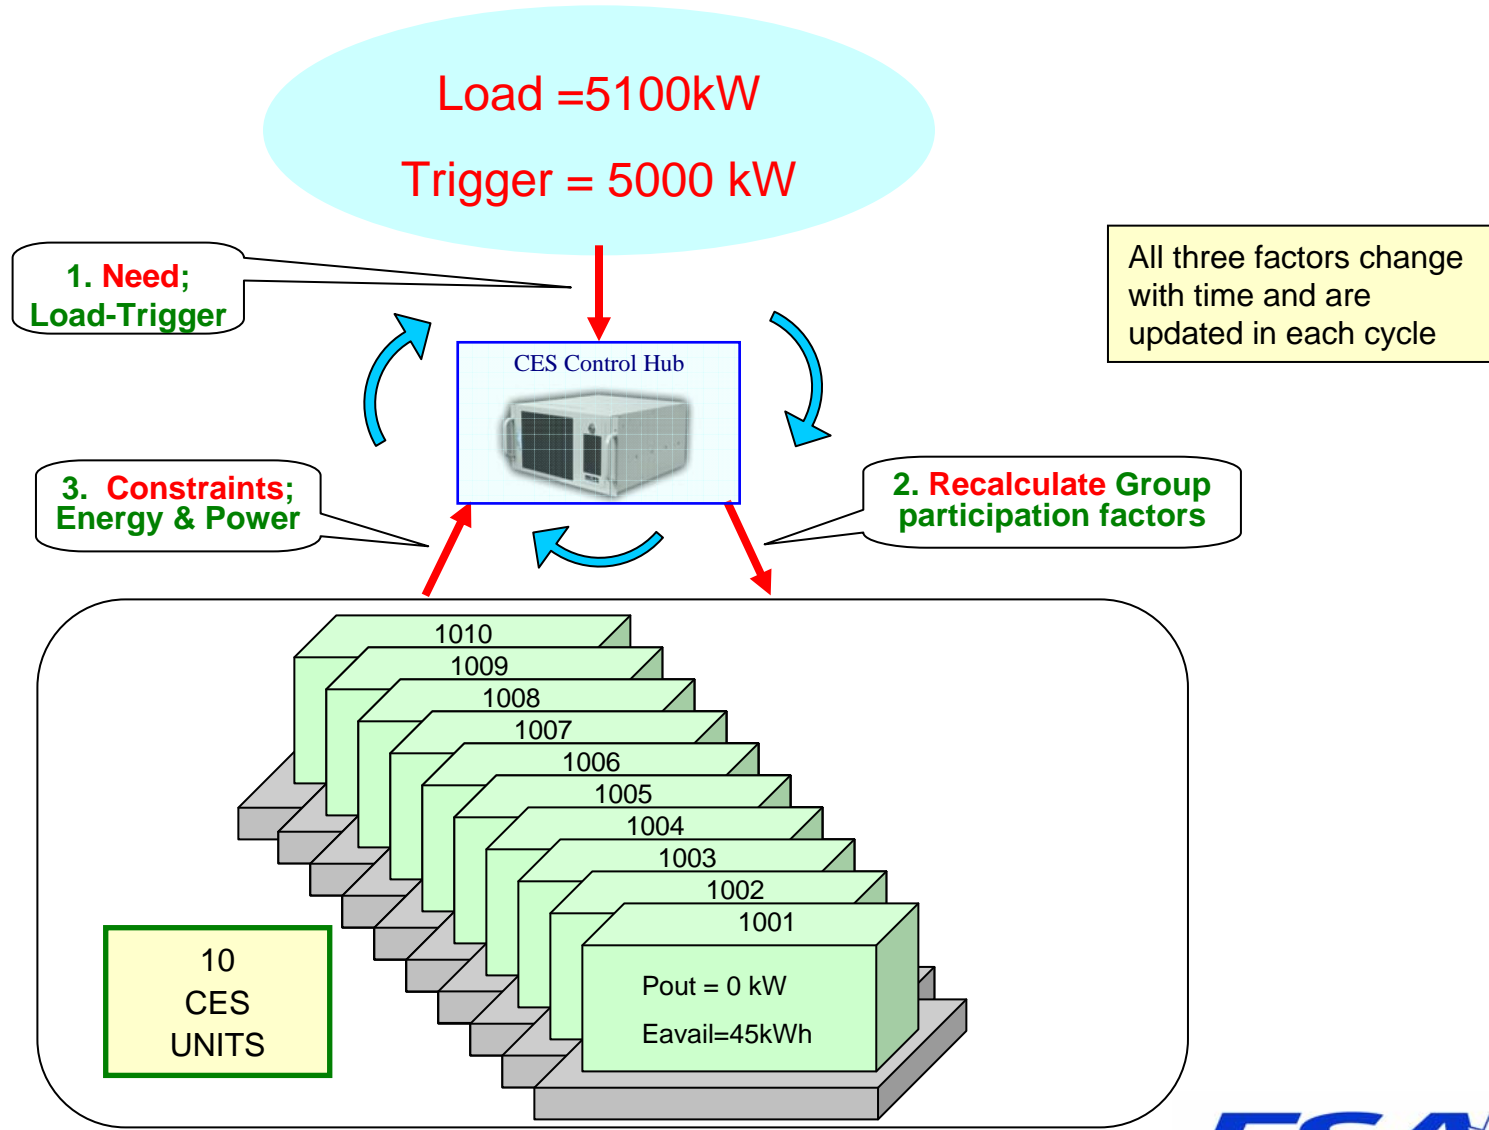 Load =5100kW
Trigger = 5000 kW
1. Need;
Load-Trigger
All three factors change
with time and are
updated in each cycle
CES Control Hub
3. Constraints;
Energy & Power
2. Recalculate Group
participation factors
1010
1009
1008
1007
1006
1005
1004
1003
1002
1001
Pout = 0 kW
Eavail=45kWh
10
CES
UNITS